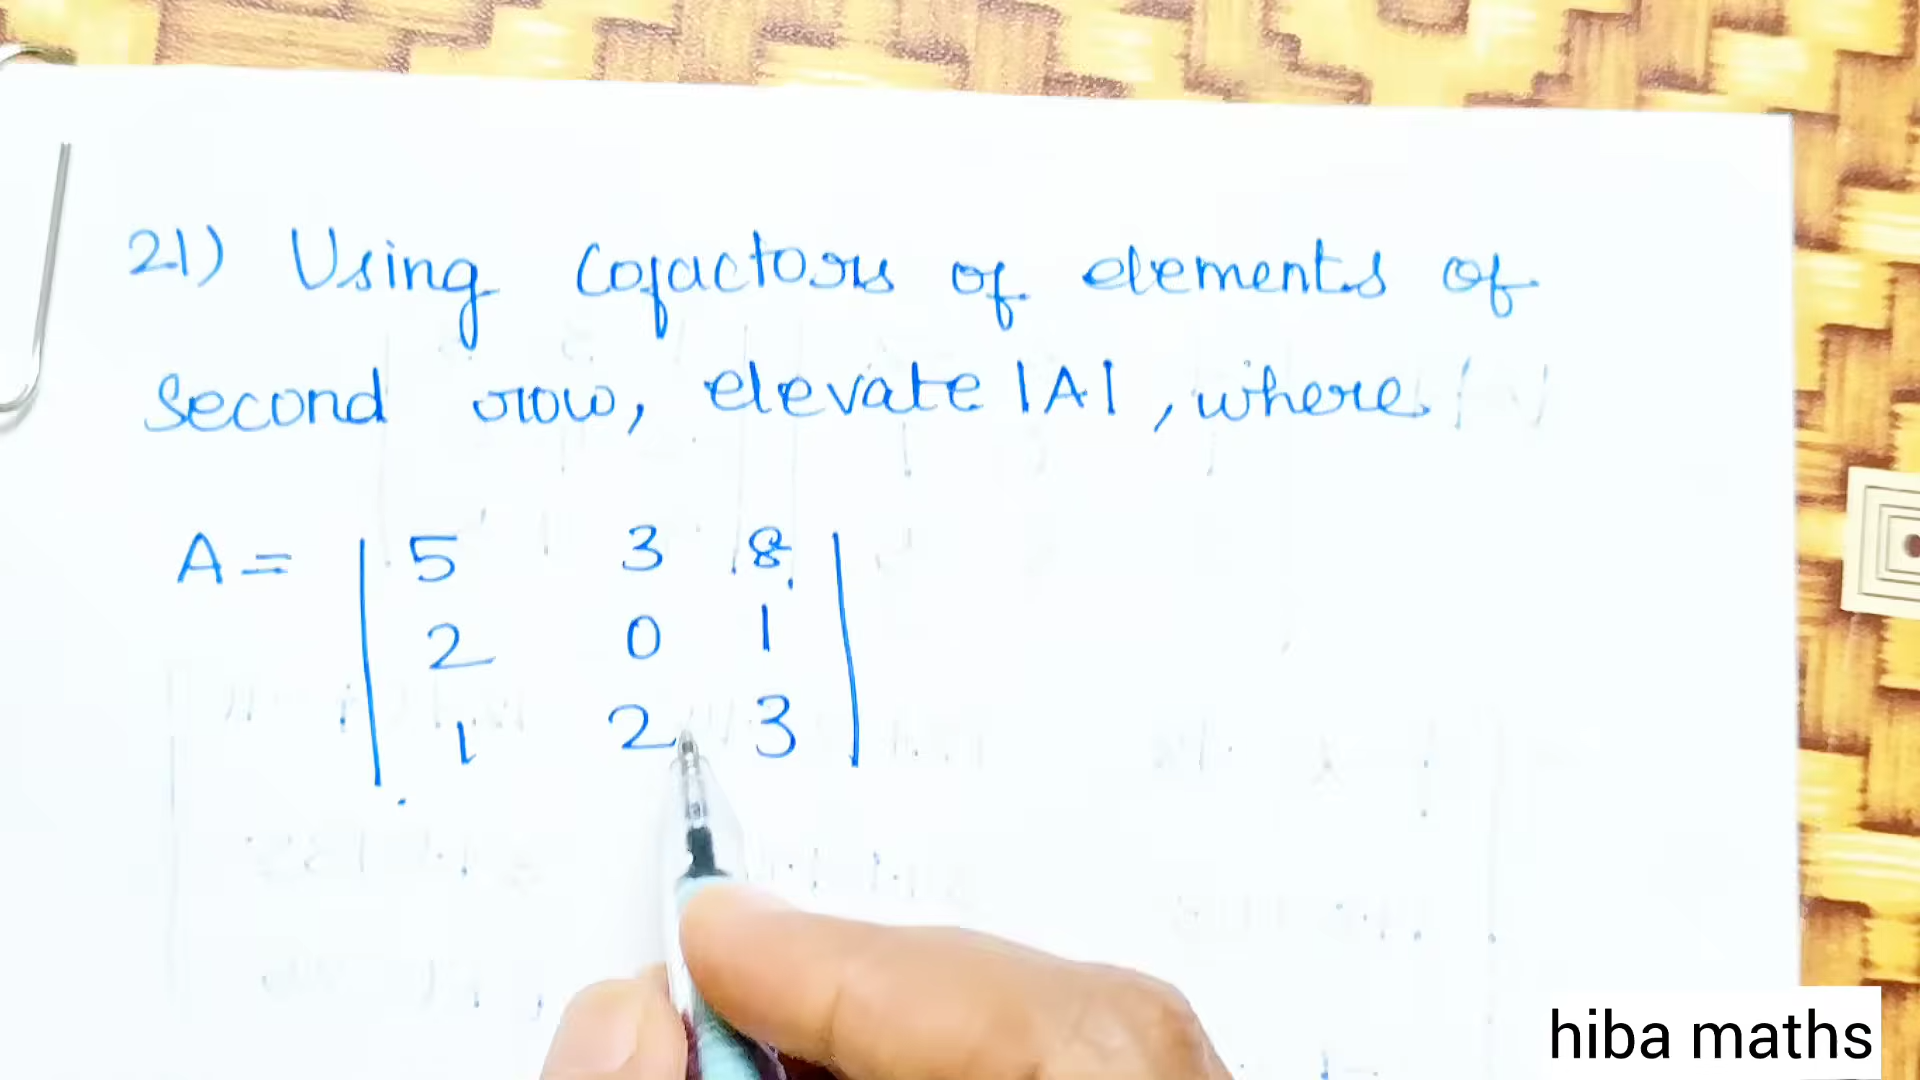 21) Using Cofactors of elements of
second row, elevate |A|, where
A = | 5 3 8 |
| 2 0 1 |
| 1 2 3 |
hiba maths